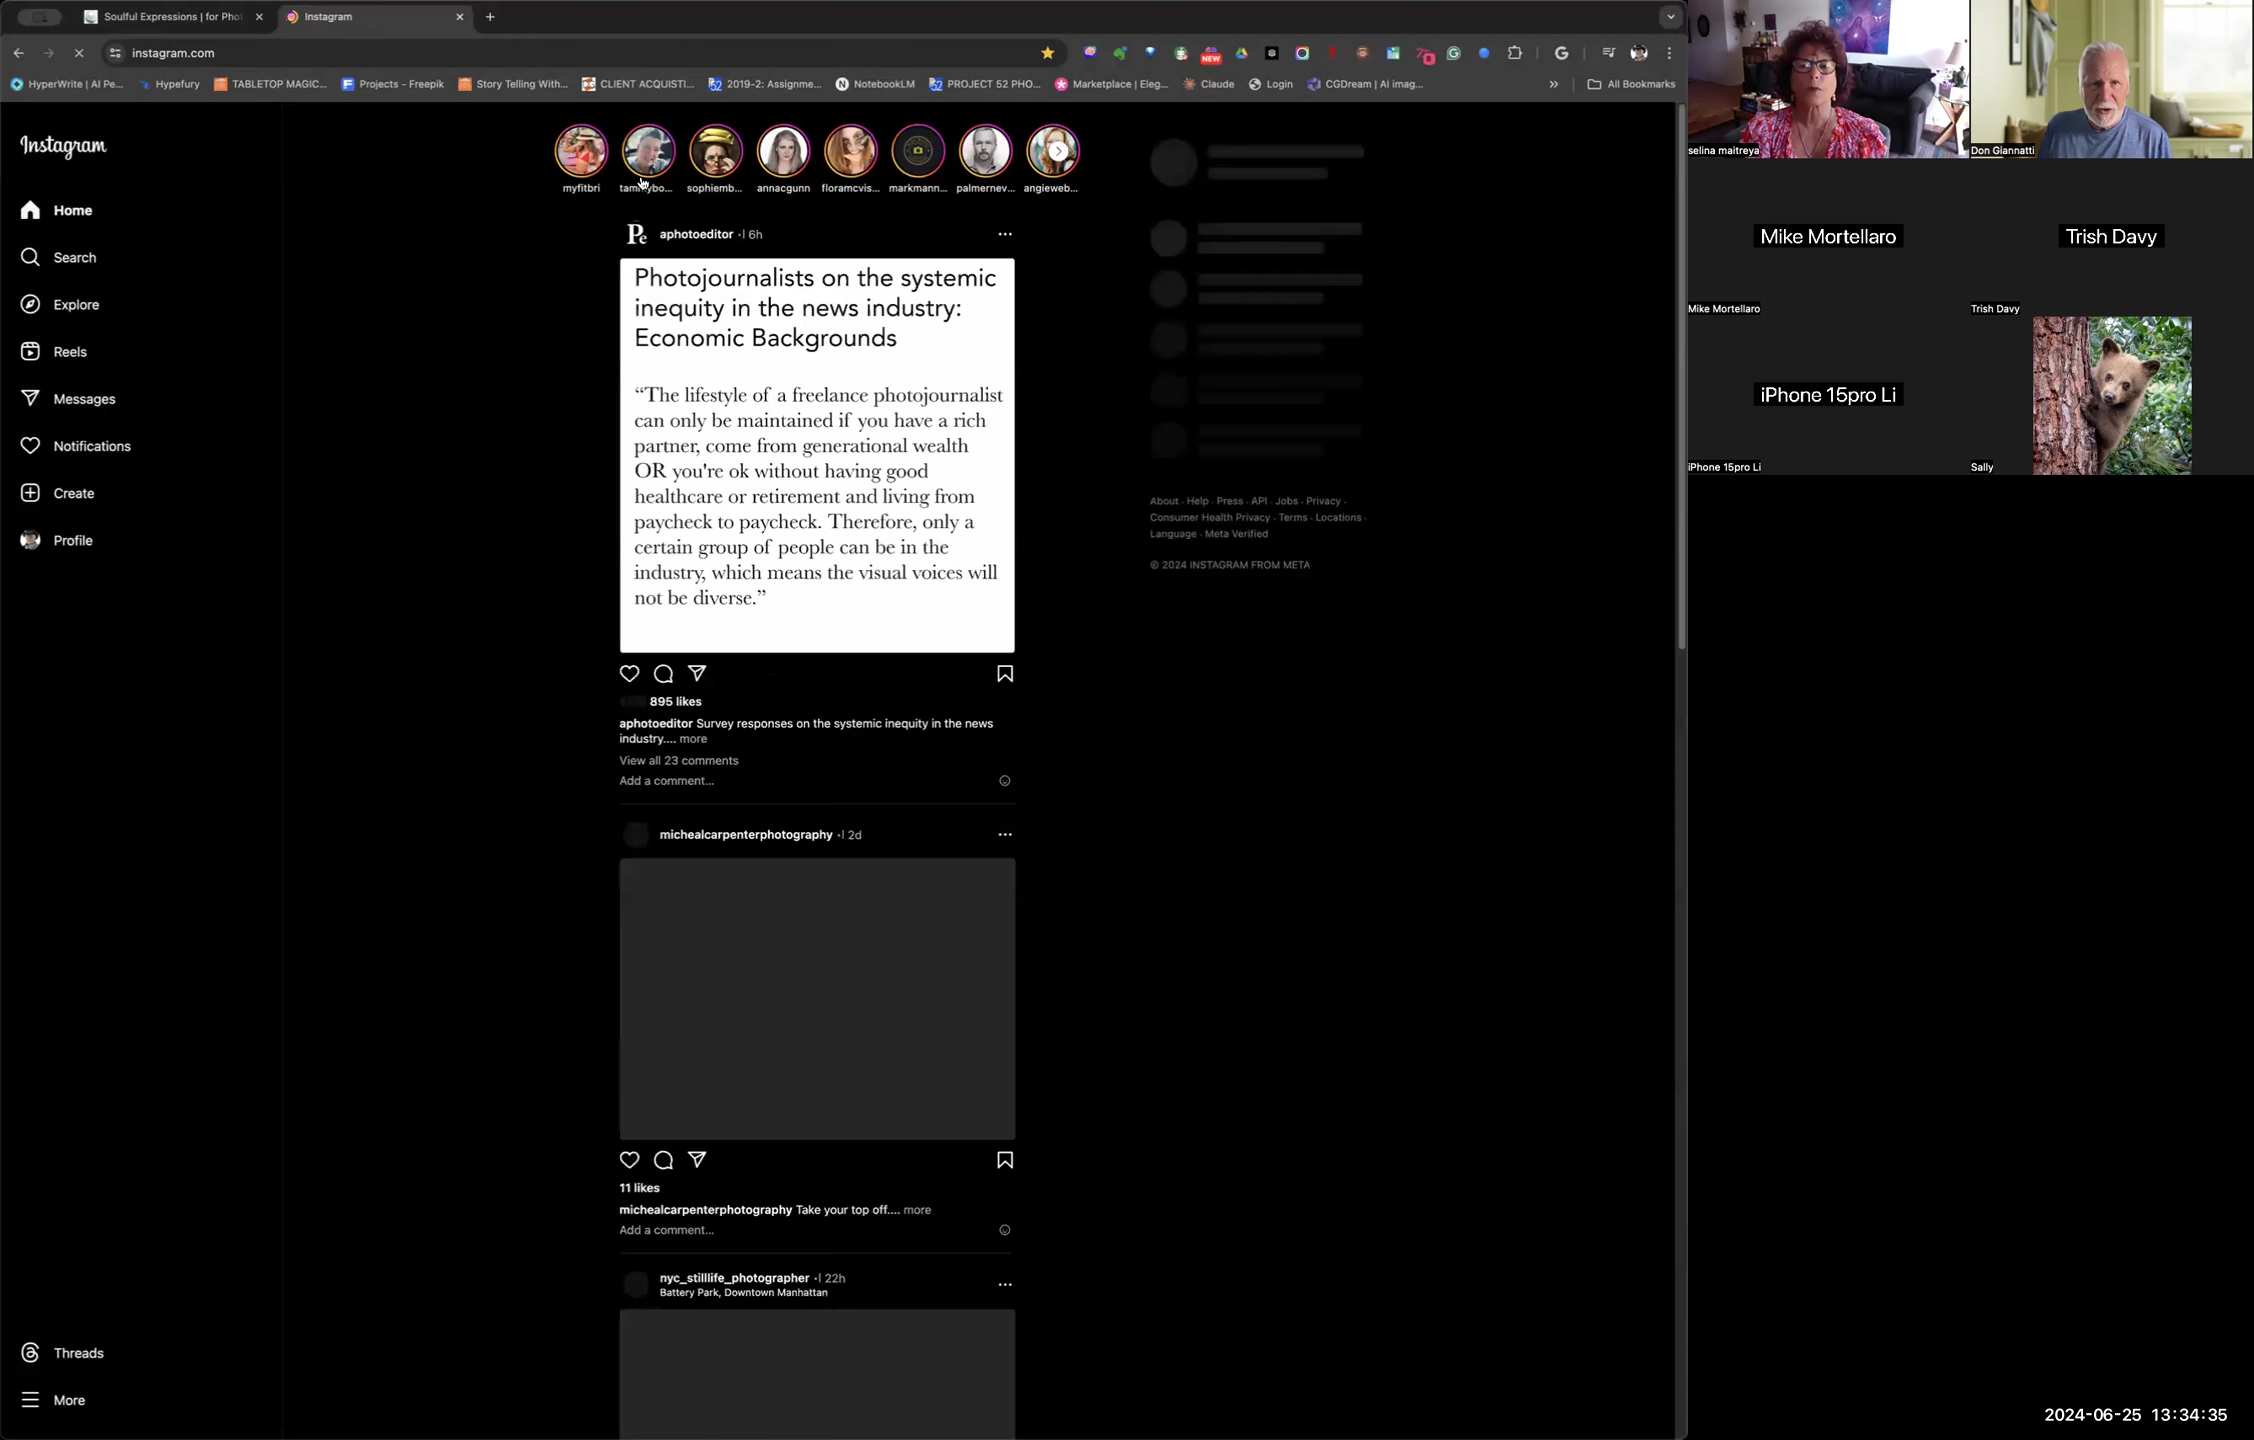 Soulful Expressions | for Pho
Instagram
instagram.com
NEW
HyperWrite | AI Pe...
Hypefury
TABLETOP MAGIC...
Projects - Freepik
Story Telling With...
CLIENT ACQUISTI...
2019-2: Assignme...
NotebookLM
PROJECT 52 PHO...
Marketplace | Eleg...
Claude
Login
CGDream | AI imag...
»
All Bookmarks
Instagram
Home
Search
Explore
Reels
Messages
Notifications
Create
Profile
Threads
More
myfitbri
sophiemb...
annacgunn
floramcvis...
markmann...
palmernev...
angieweb...
Pe
aphotoeditor · 6h
Photojournalists on the systemic
inequity in the news industry:
Economic Backgrounds
“The lifestyle of a freelance photojournalist
can only be maintained if you have a rich
partner, come from generational wealth
OR you're ok without having good
healthcare or retirement and living from
paycheck to paycheck. Therefore, only a
certain group of people can be in the
industry, which means the visual voices will
not be diverse.”
895 likes
aphotoeditor Survey responses on the systemic inequity in the news
industry.... more
View all 23 comments
Add a comment...
michealcarpenterphotography · 2d
11 likes
michealcarpenterphotography Take your top off.... more
Add a comment...
nyc_stilllife_photographer · 22h
Battery Park, Downtown Manhattan
About · Help · Press · API · Jobs · Privacy ·
Consumer Health Privacy · Terms · Locations ·
Language · Meta Verified
© 2024 INSTAGRAM FROM META
selina maitreya
Don Giannatti
Mike Mortellaro
Trish Davy
Mike Mortellaro
Trish Davy
iPhone 15pro Li
iPhone 15pro Li
Sally
2024-06-25 13:34:35